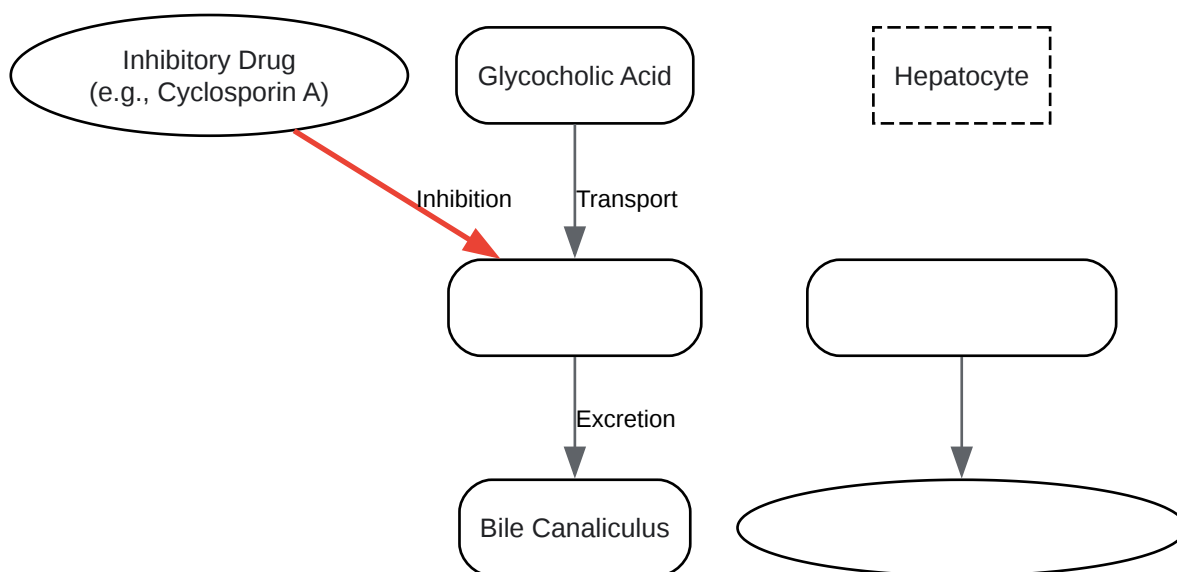 Inhibitory Drug
(e.g., Cyclosporin A)
Glycocholic Acid
Hepatocyte
Inhibition
Transport
Excretion
Bile Canaliculus